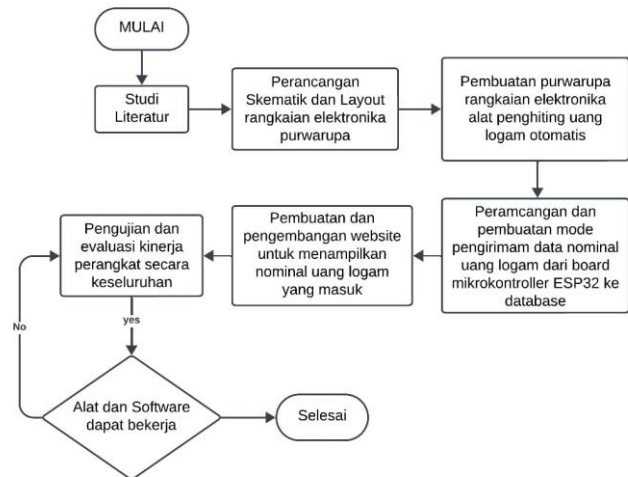 MULAI
Studi
Literatur
Perancangan
Skematik dan Layout
rangkaian elektronika
purwarupa
Pembuatan purwarupa
rangkaian elektronika
alat penghiting uang
logam otomatis
Peramcangan dan
pembuatan mode
pengirimam data nominal
uang logam dari board
mikrokontroller ESP32 ke
database
Pembuatan dan
pengembangan website
untuk menampilkan
nominal uang logam
yang masuk
Pengujian dan
evaluasi kinerja
perangkat secara
keseluruhan
No
yes
Alat dan Software
dapat bekerja
Selesai